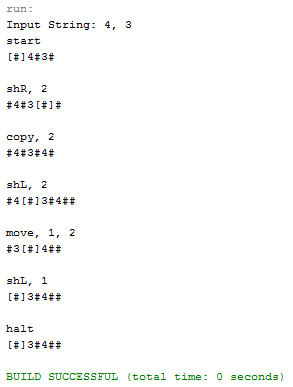 run:
Input String: 4, 3
start
[#]4#3#
shR, 2
#4#3[#]#
copy, 2
#4#3#4#
shL, 2
#4[#]3#4##
move, 1, 2
#3[#]4##
shL, 1
[#]3#4##
halt
[#]3#4##
BUILD SUCCESSFUL (total time: 0 seconds)